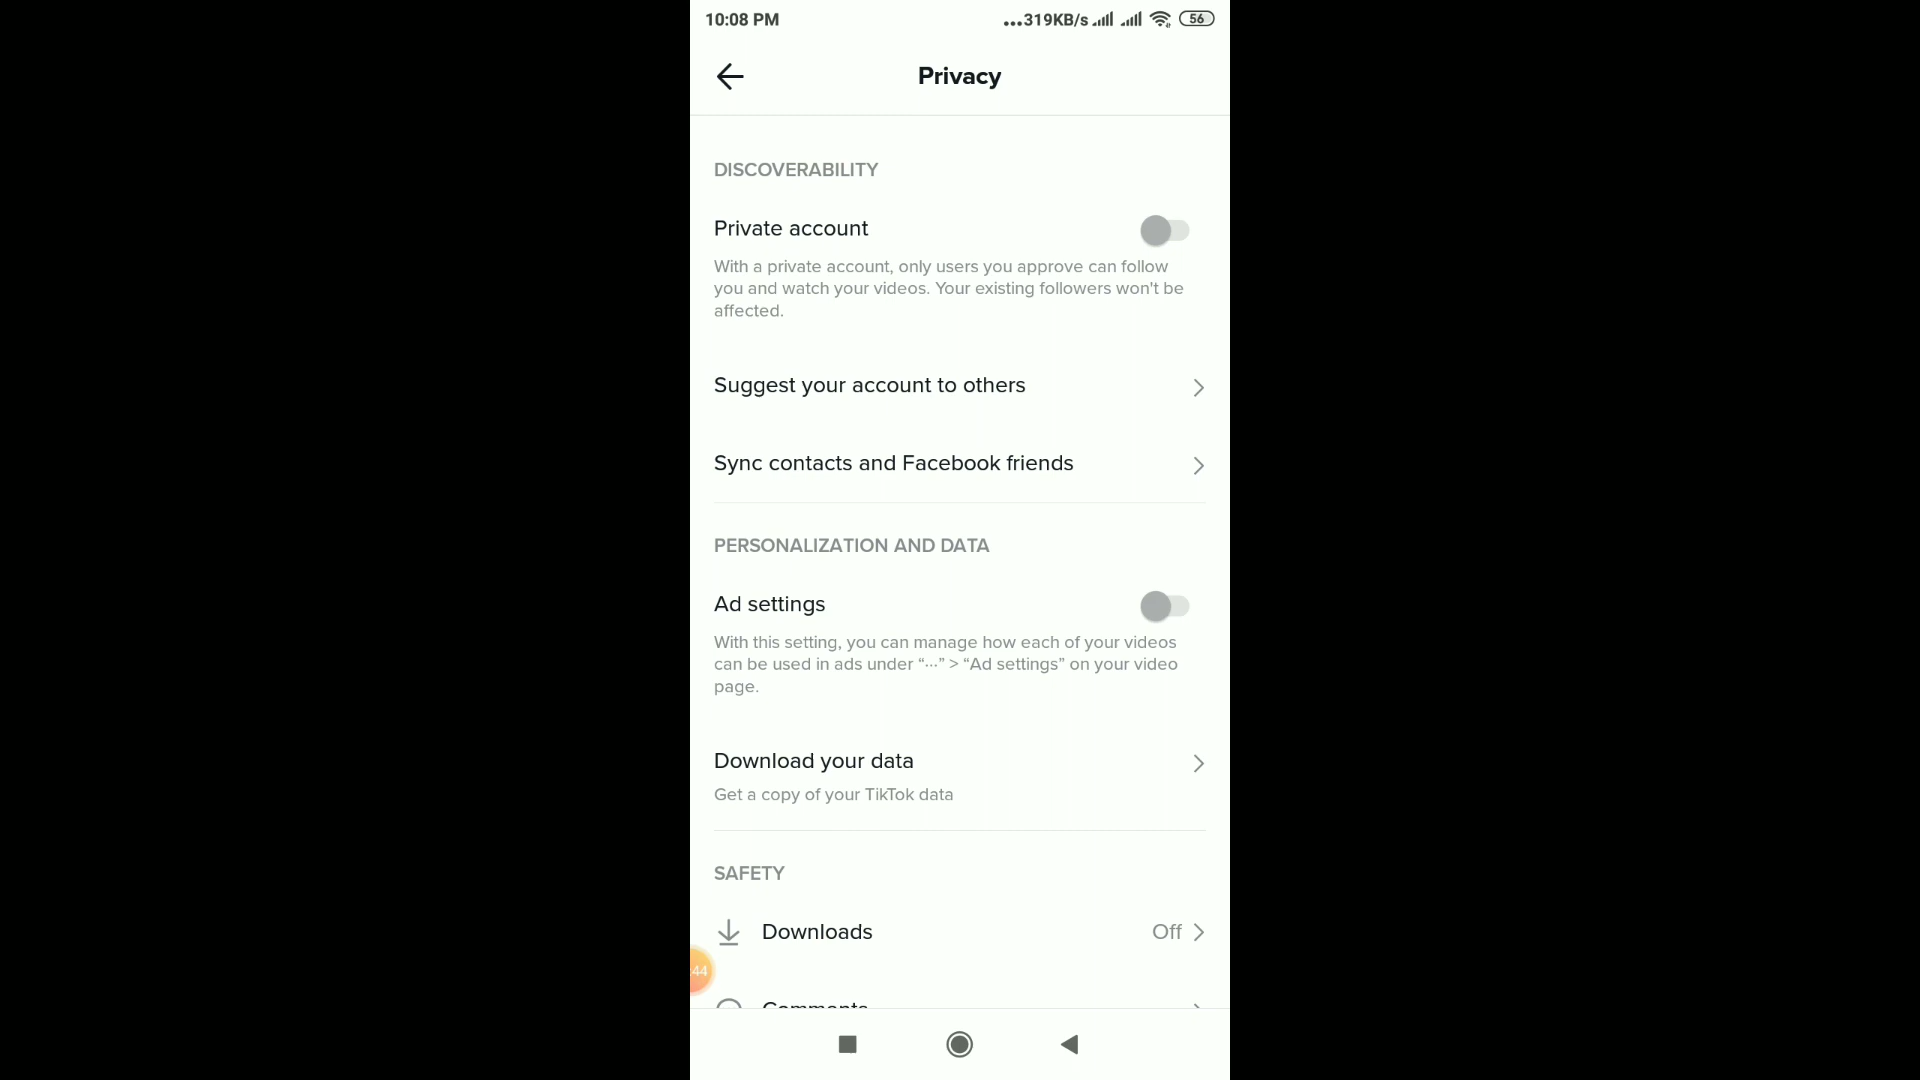 10:08 PM
...319KB/s 56
Privacy
DISCOVERABILITY
Private account
With a private account, only users you approve can follow
you and watch your videos. Your existing followers won't be
affected.
Suggest your account to others
Sync contacts and Facebook friends
PERSONALIZATION AND DATA
Ad settings
With this setting, you can manage how each of your videos
can be used in ads under “···” > “Ad settings” on your video
page.
Download your data
Get a copy of your TikTok data
SAFETY
Downloads Off
:44
Comments